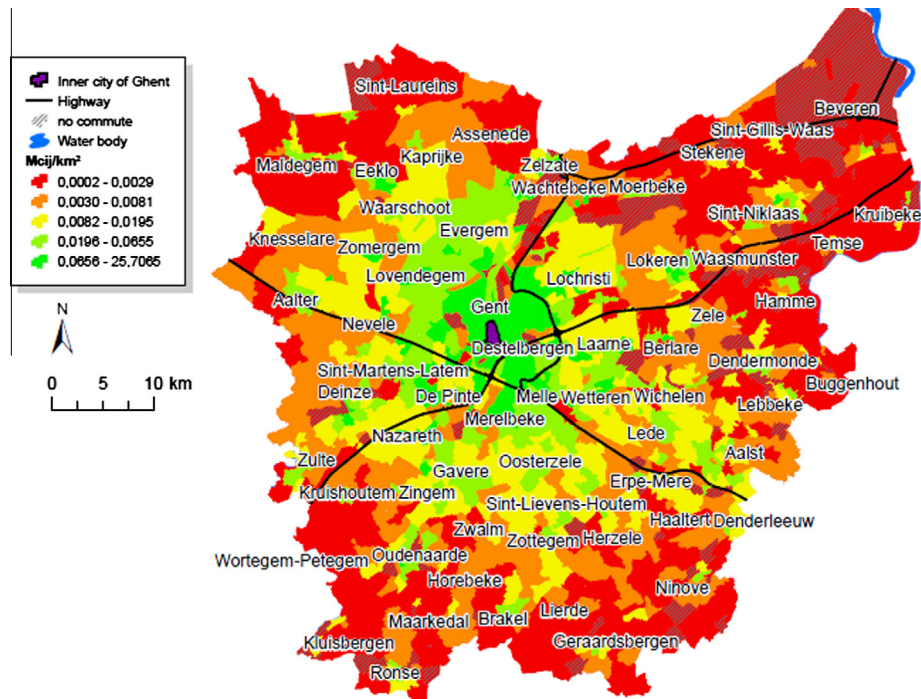 Inner city of Ghent
Highway
no commute
Water body
Mcij/km²
0,0002 - 0,0029
0,0030 - 0,0081
0,0082 - 0,0195
0,0196 - 0,0655
0,0656 - 25,7065
N
0 5 10 km
Sint-Laureins
Beveren
Assenede
Sint-Gillis-Waas
Kaprijke
Stekene
Maldegem
Eeklo
Zelzate
Wachtebeke
Moerbeke
Waarschoot
Sint-Niklaas
Kruibeke
Evergem
Knesselare
Zomergem
Temse
Lokeren
Waasmunster
Lovendegem
Lochristi
Aalter
Hamme
Gent
Zele
Nevele
Destelbergen
Laarne
Berlare
Dendermonde
Sint-Martens-Latem
Buggenhout
Deinze
De Pinte
Melle
Wetteren
Wichelen
Lebbeke
Merelbeke
Lede
Nazareth
Aalst
Zulte
Gavere
Oosterzele
Erpe-Mere
Kruishoutem
Zingem
Sint-Lievens-Houtem
Haaltert
Denderleeuw
Zwalm
Zottegem
Herzele
Wortegem-Petegem
Oudenaarde
Horebeke
Ninove
Maarkedal
Brakel
Lierde
Kluisbergen
Geraardsbergen
Ronse